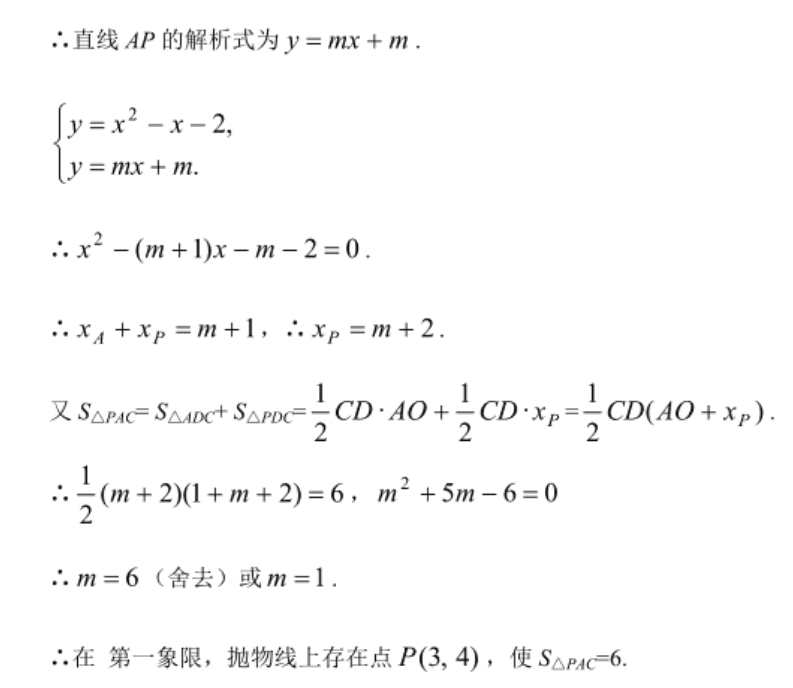 ∴直线 AP 的解析式为 y = mx + m .
{ y = x² − x − 2,
y = mx + m.
∴ x² − (m + 1)x − m − 2 = 0 .
∴ x_A + x_P = m + 1，∴ x_P = m + 2 .
又 S△PAC= S△ADC+ S△PDC= 1/2 CD · AO + 1/2 CD · x_P = 1/2 CD(AO + x_P) .
∴ 1/2 (m + 2)(1 + m + 2) = 6，m² + 5m − 6 = 0
∴ m = 6（舍去）或 m = 1 .
∴在 第一象限，抛物线上存在点 P(3, 4)，使 S△PAC=6.